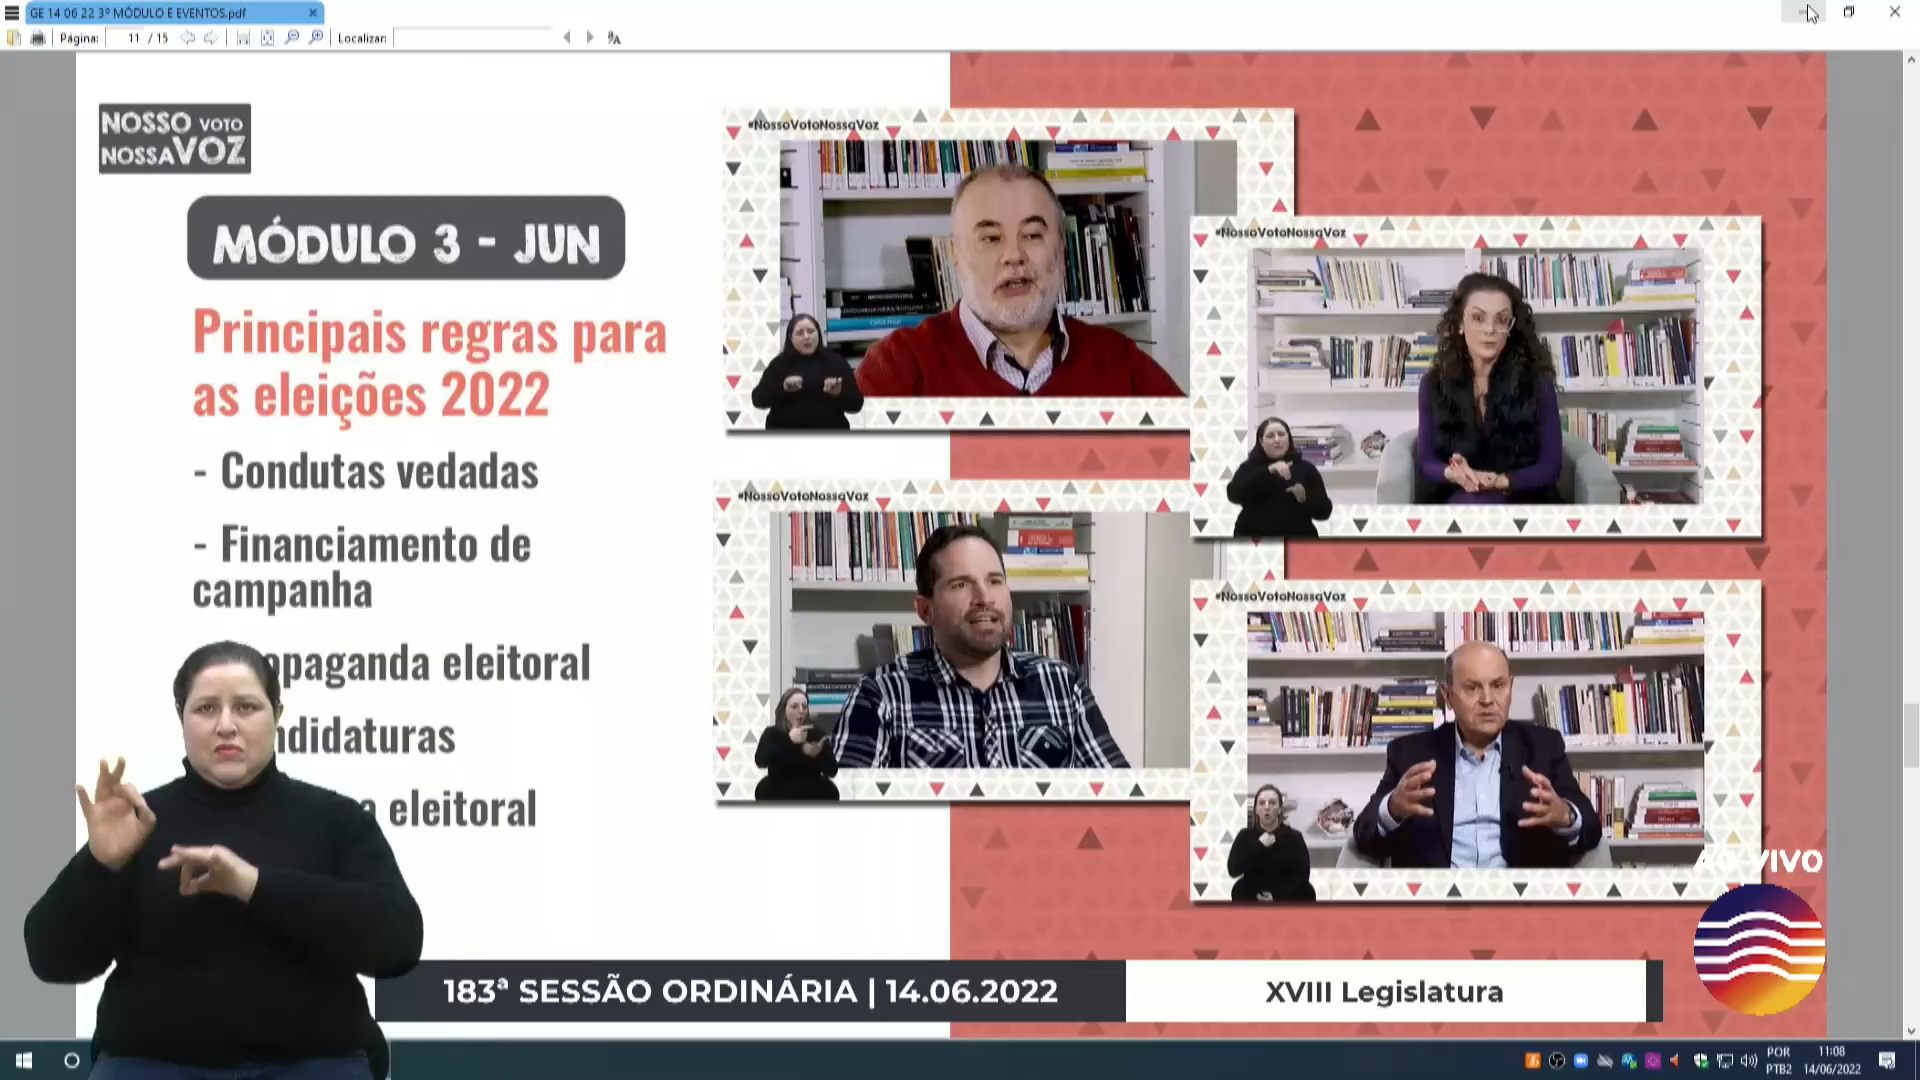 GE 14 06 22 3º MÓDULO E EVENTOS.pdf
Página: 11 / 15
Localizar:
NOSSO VOTO
NOSSA VOZ
MÓDULO 3 - JUN
Principais regras para
as eleições 2022
- Condutas vedadas
- Financiamento de
campanha
opaganda eleitoral
ndidaturas
a eleitoral
#NossoVotoNossaVoz
#NossoVotoNossaVoz
#NossoVotoNossaVoz
#NossoVotoNossaVoz
AO VIVO
183ª SESSÃO ORDINÁRIA | 14.06.2022
XVIII Legislatura
POR
PTB2
11:08
14/06/2022